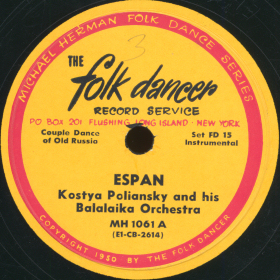 3
MICHAEL HERMAN FOLK DANCE SERIES
THE
folk dancer
RECORD SERVICE
PO BOX 201 FLUSHING LONG ISLAND · NEW YORK
Couple Dance of Old Russia
Set FD 15 Instrumental
ESPAN
Kostya Poliansky and his
Balalaika Orchestra
MH 1061 A
(E1-CB-2614)
COPYRIGHT 1950 BY THE FOLK DANCER